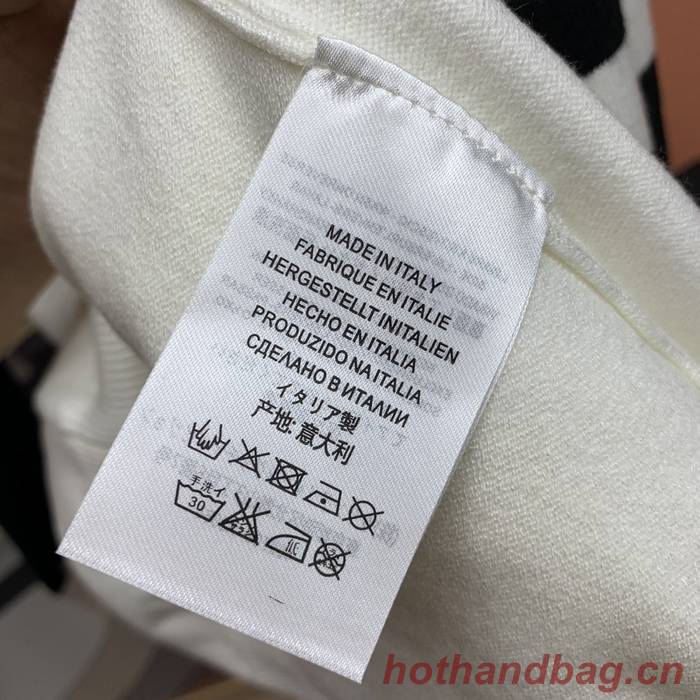 MADE IN ITALY
FABRIQUE EN ITALIE
HERGESTELLT INITALIEN
HECHO EN ITALIA
PRODUZIDO NA ITALIA
СДЕЛАНО В ИТАЛИИ
イタリア製
产地: 意大利
手洗イ
30
低
hothandbag.cn